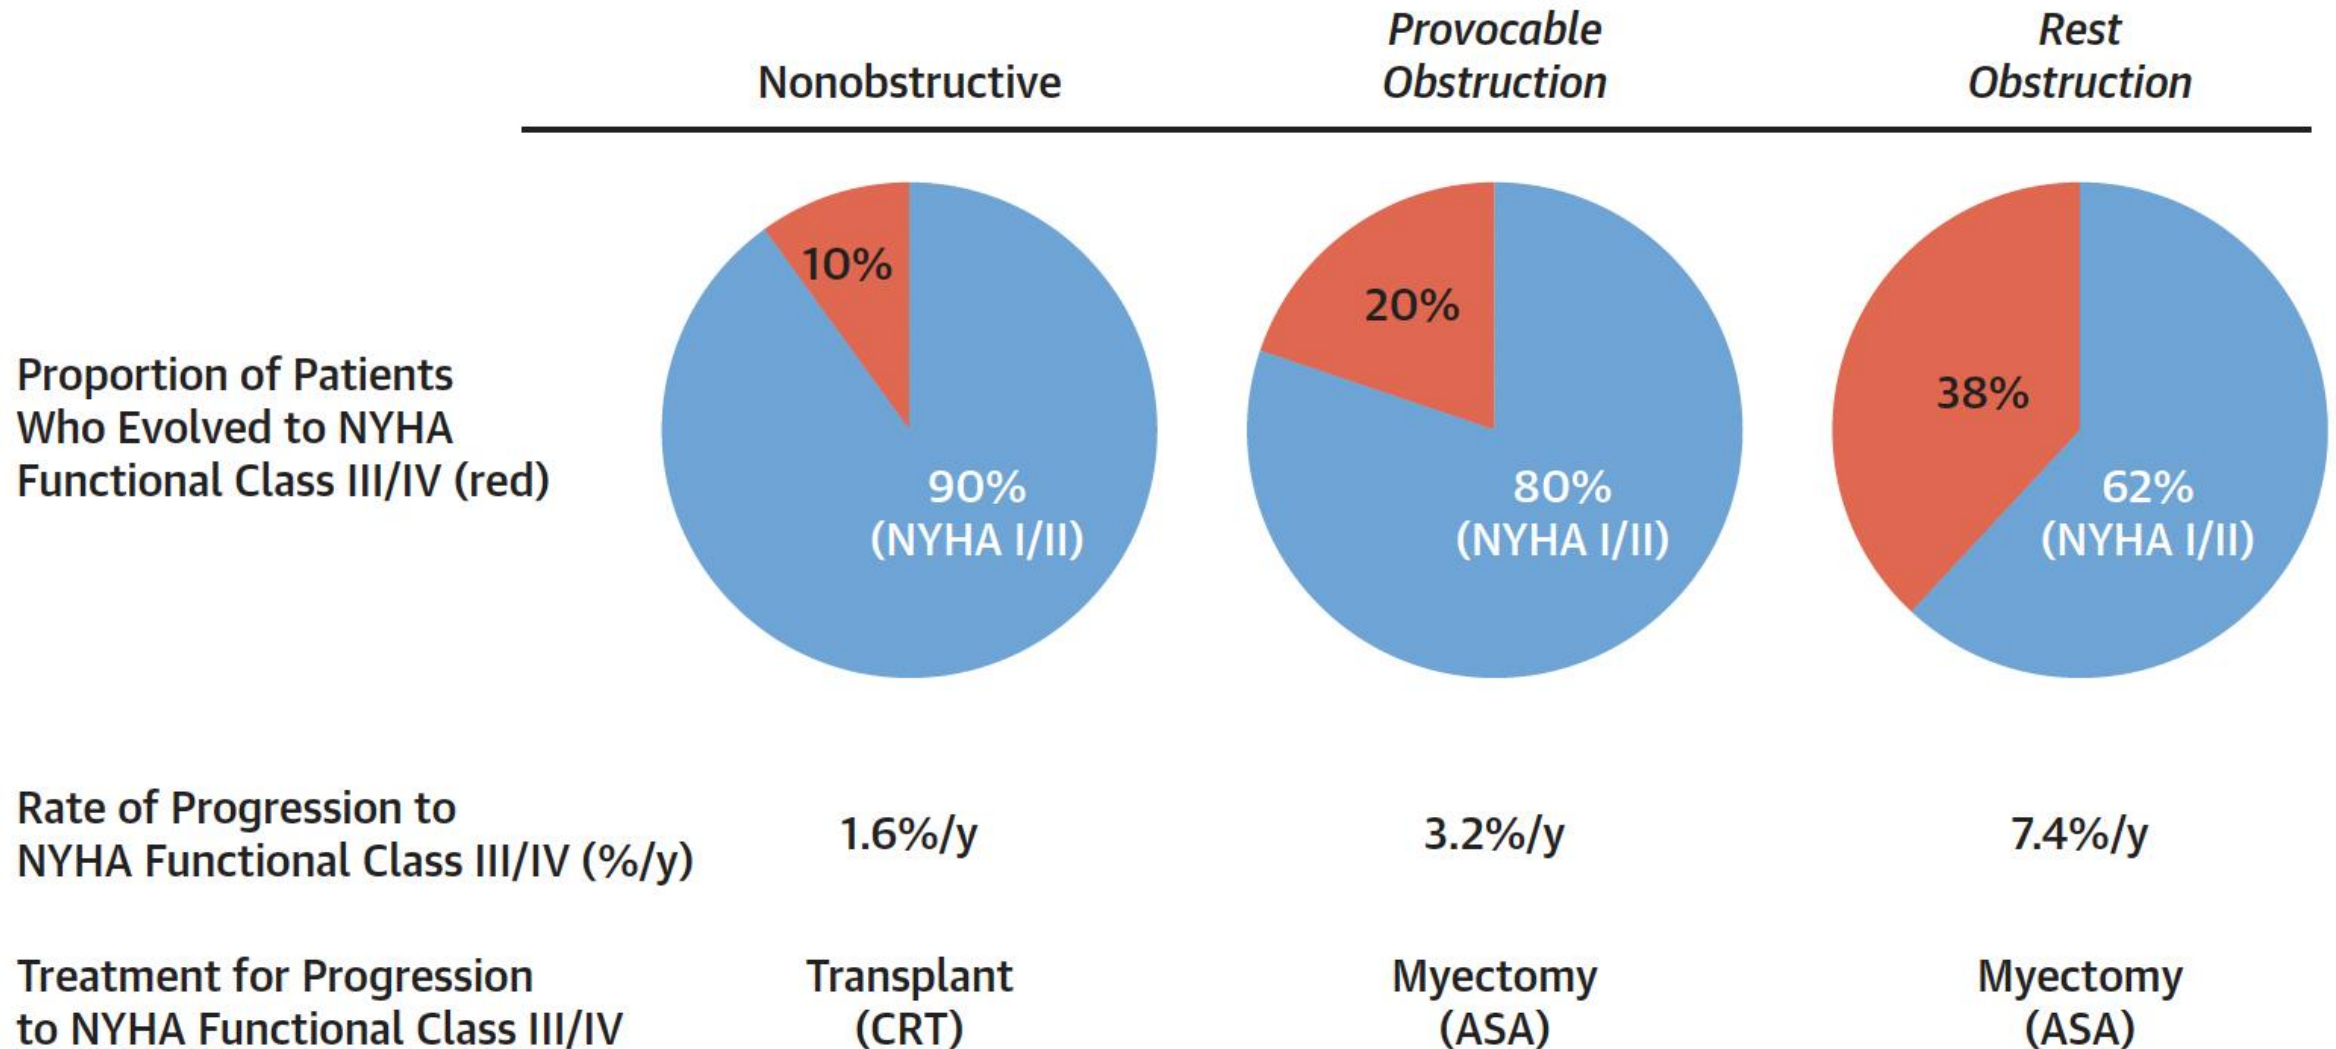 Nonobstructive
Provocable
Obstruction
Rest
Obstruction
Proportion of Patients
Who Evolved to NYHA
Functional Class III/IV (red)
10%
90%
(NYHA I/II)
20%
80%
(NYHA I/II)
38%
62%
(NYHA I/II)
Rate of Progression to
NYHA Functional Class III/IV (%/y)
1.6%/y
3.2%/y
7.4%/y
Treatment for Progression
to NYHA Functional Class III/IV
Transplant
(CRT)
Myectomy
(ASA)
Myectomy
(ASA)